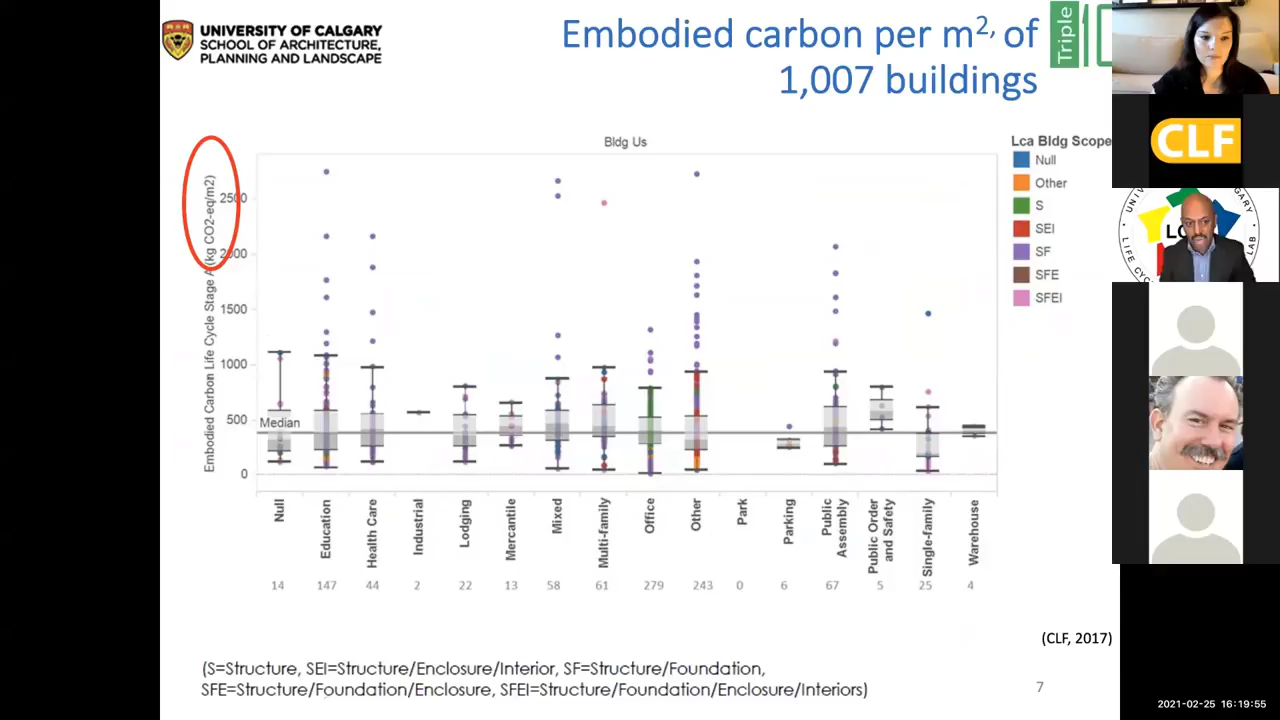 UNIVERSITY OF CALGARY
SCHOOL OF ARCHITECTURE,
PLANNING AND LANDSCAPE
Embodied carbon per m2, of
1,007 buildings
Triple
CLF
Bldg Us
Embodied Carbon Life Cycle Stage A (kg CO2-eq/m2)
2500
2000
1500
1000
500
0
Median
Null
Education
Health Care
Industrial
Lodging
Mercantile
Mixed
Multi-family
Office
Other
Park
Parking
Public
Assembly
Public Order
and Safety
Single-family
Warehouse
14 147 44 2 22 13 58 61 279 243 0 6 67 5 25 4
Lca Bldg Scope
Null
Other
S
SEI
SF
SFE
SFEI
(CLF, 2017)
(S=Structure, SEI=Structure/Enclosure/Interior, SF=Structure/Foundation,
SFE=Structure/Foundation/Enclosure, SFEI=Structure/Foundation/Enclosure/Interiors)
7
2021-02-25 16:19:55